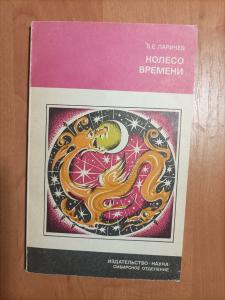 В.Е. ЛАРИЧЕВ
КОЛЕСО
ВРЕМЕНИ
ИЗДАТЕЛЬСТВО ·НАУКА·
СИБИРСКОЕ ОТДЕЛЕНИЕ